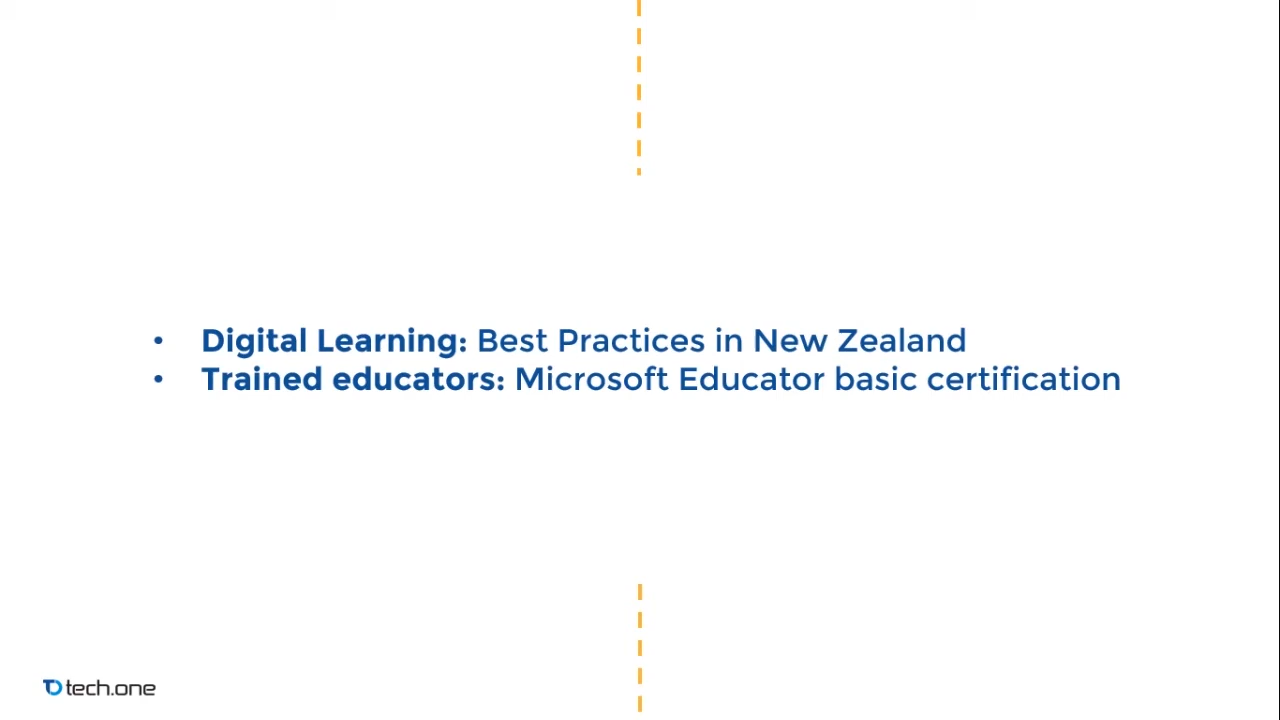 • Digital Learning: Best Practices in New Zealand
• Trained educators: Microsoft Educator basic certification
tech.one